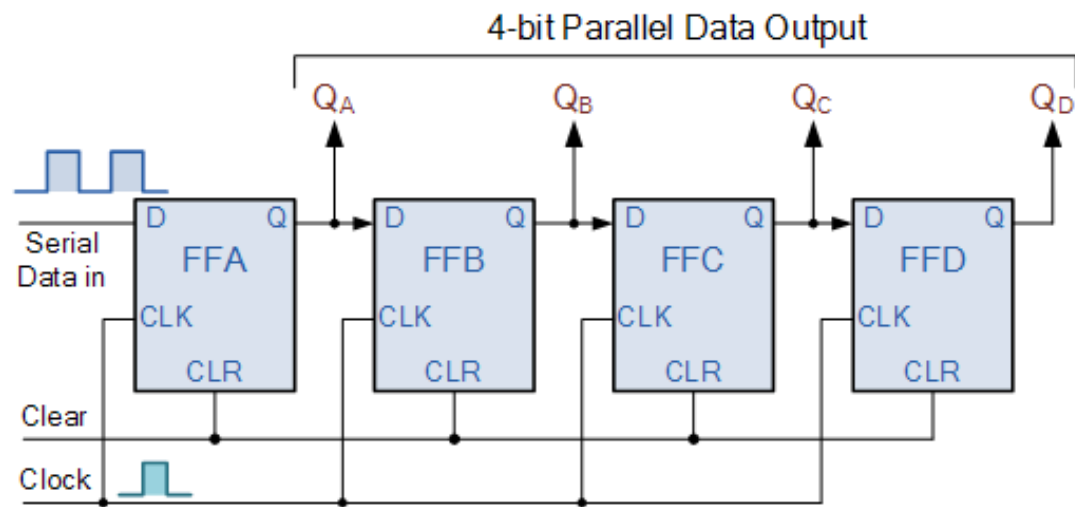 4-bit Parallel Data Output
QA QB QC QD
D Q D Q D Q D Q
Serial
Data in
FFA FFB FFC FFD
CLK CLK CLK CLK
CLR CLR CLR CLR
Clear
Clock